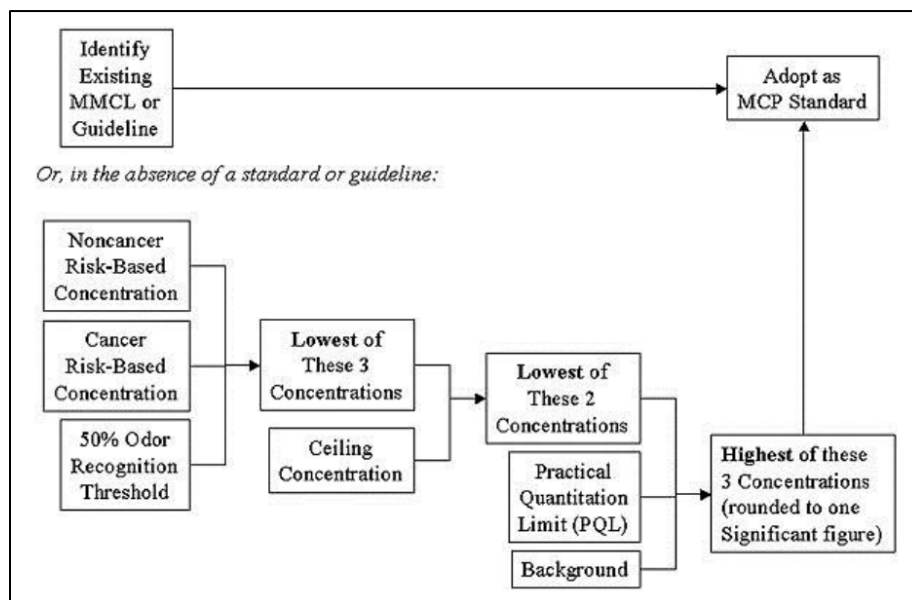 Identify
Existing
MMCL or
Guideline
Adopt as
MCP Standard
Or, in the absence of a standard or guideline:
Noncancer
Risk-Based
Concentration
Cancer
Risk-Based
Concentration
50% Odor
Recognition
Threshold
Lowest of
These 3
Concentrations
Ceiling
Concentration
Lowest of
These 2
Concentrations
Practical
Quantitation
Limit (PQL)
Background
Highest of these
3 Concentrations
(rounded to one
Significant figure)